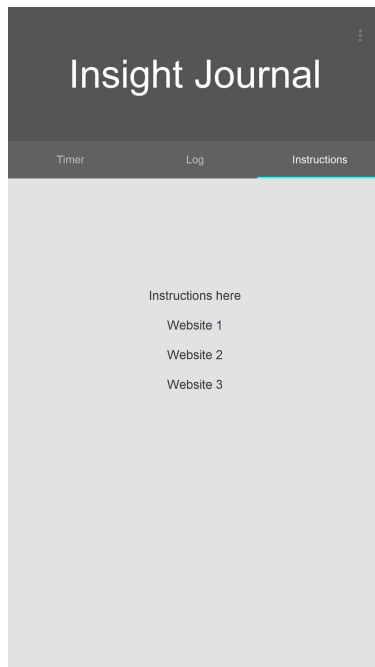 Insight Journal
Timer Log Instructions
Instructions here
Website 1
Website 2
Website 3